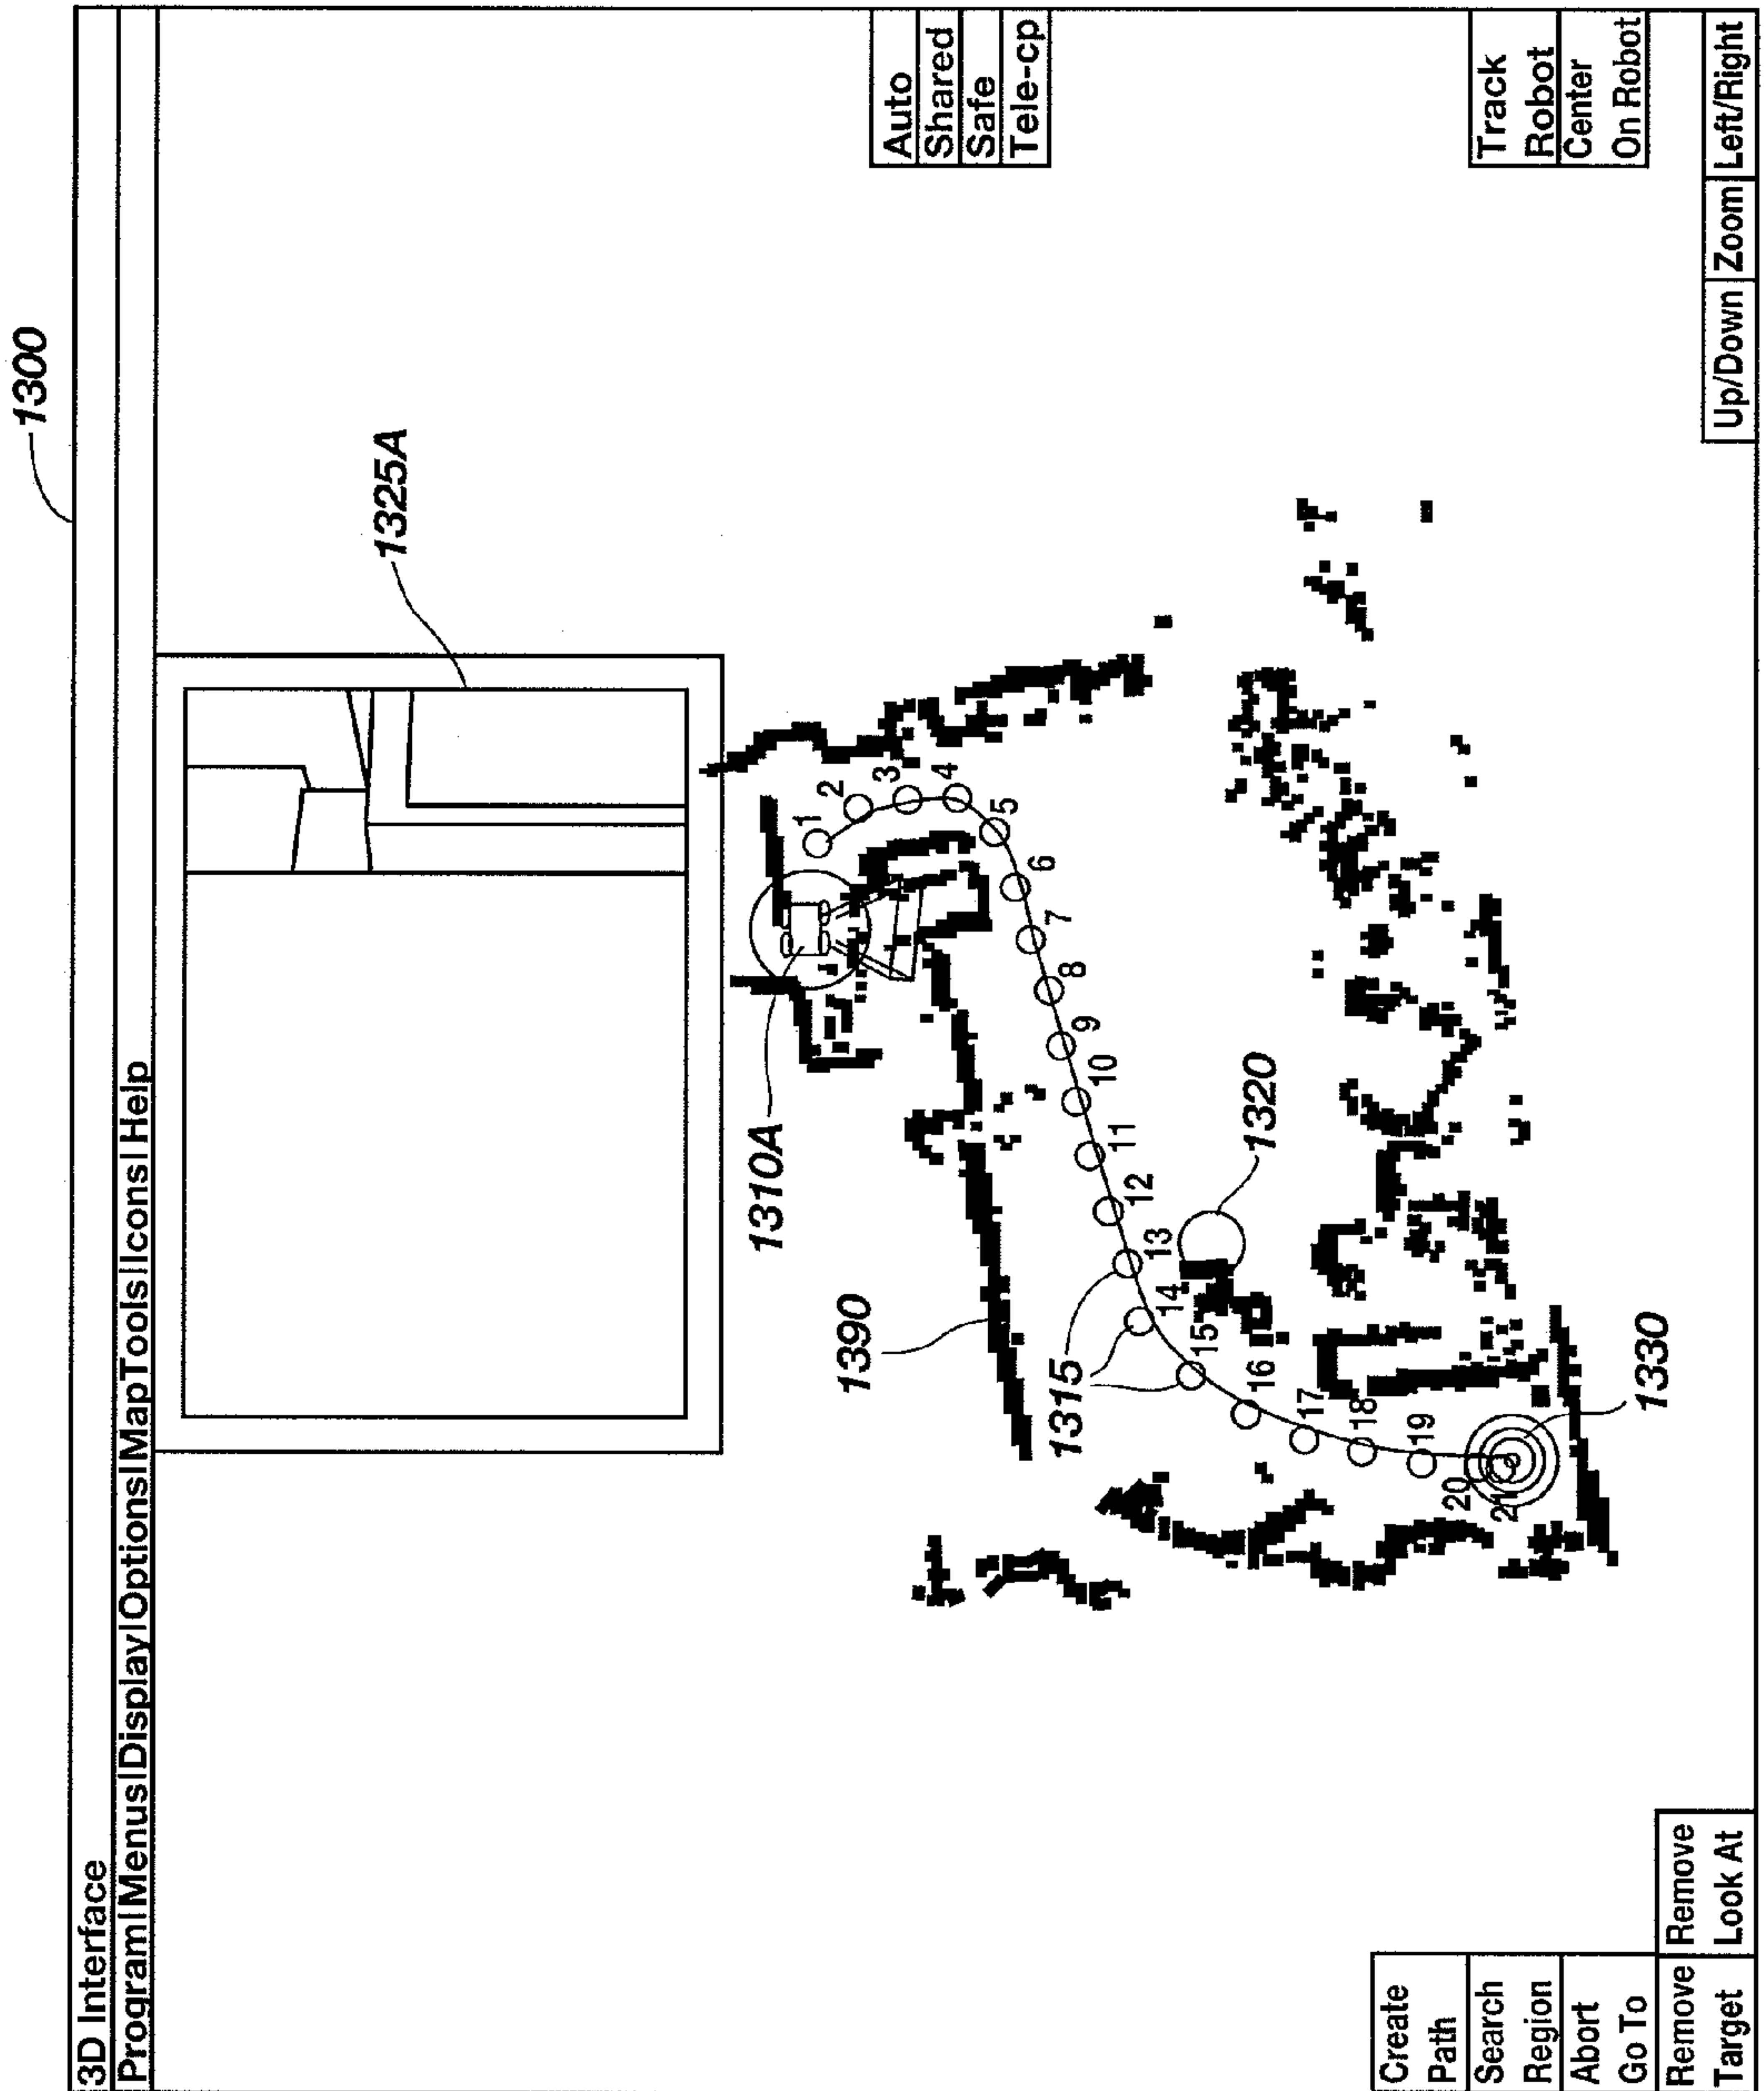 1300
3D Interface
Program|Menus|Display|Options|MapTools|Icons|Help
1325A
1310A
1390
1315
1320
1330
1
2
3
4
5
6
7
8
9
10
11
12
13
14
15
16
17
18
19
20
21
Auto
Shared
Safe
Tele-cp
Track
Robot
Center
On Robot
Create
Path
Search
Region
Abort
Go To
Remove
Target
Remove
Look At
Up/Down
Zoom
Left/Right